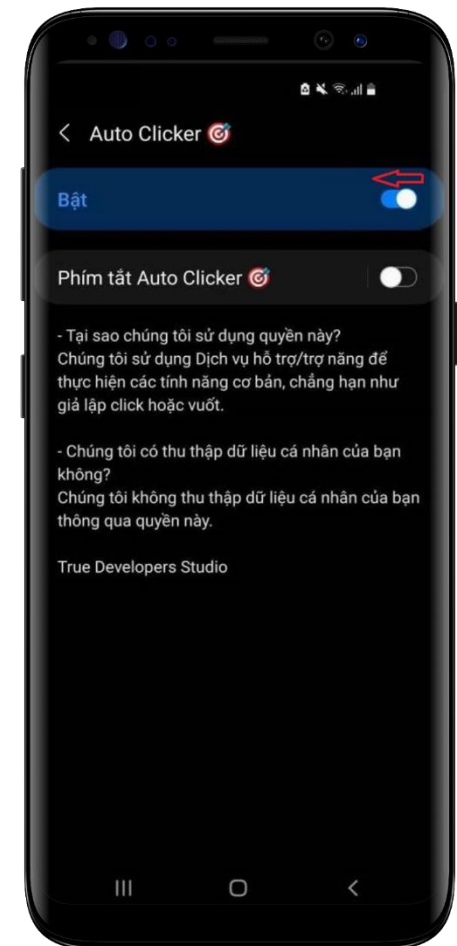 Auto Clicker 🎯
Bật
Phím tắt Auto Clicker 🎯
- Tại sao chúng tôi sử dụng quyền này?
Chúng tôi sử dụng Dịch vụ hỗ trợ/trợ năng để
thực hiện các tính năng cơ bản, chẳng hạn như
giả lập click hoặc vuốt.
- Chúng tôi có thu thập dữ liệu cá nhân của bạn
không?
Chúng tôi không thu thập dữ liệu cá nhân của bạn
thông qua quyền này.
True Developers Studio